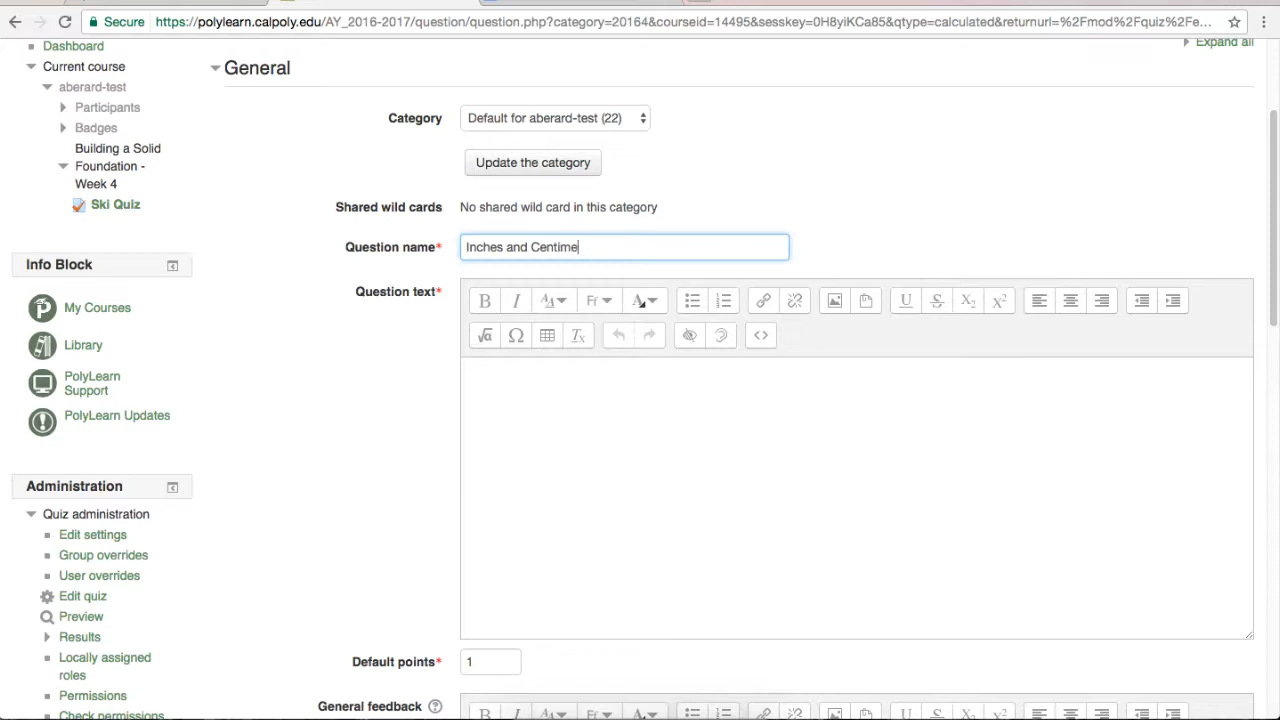 Secure
https://polylearn.calpoly.edu/AY_2016-2017/question/question.php?category=20164&courseid=14495&sesskey=0H8yiKCa85&qtype=calculated&returnurl=%2Fmod%2Fquiz%2Fe...
Dashboard
Expand all
Current course
General
aberard-test
Participants
Category
Default for aberard-test (22)
Badges
Building a Solid
Foundation -
Week 4
Update the category
Ski Quiz
Shared wild cards
No shared wild card in this category
Question name*
Inches and Centime
Info Block
Question text*
My Courses
Library
PolyLearn
Support
PolyLearn Updates
Administration
Quiz administration
Edit settings
Group overrides
User overrides
Edit quiz
Preview
Results
Locally assigned
roles
Default points*
1
Permissions
General feedback
Check permissions